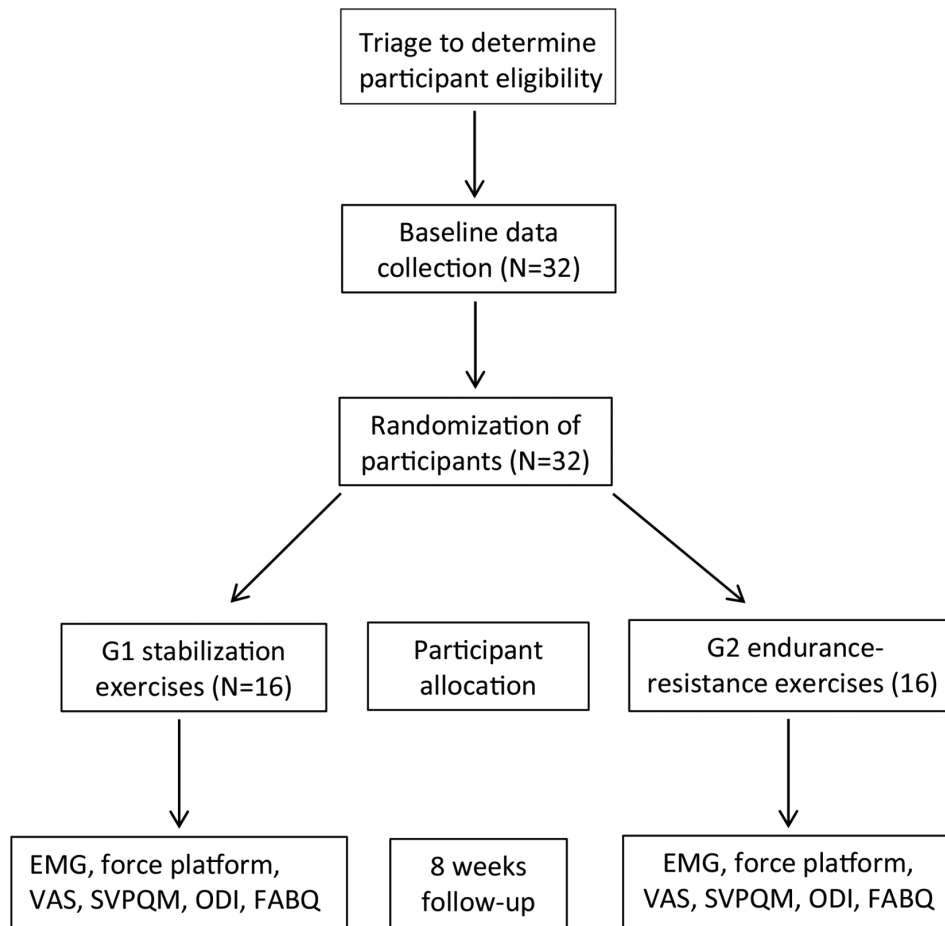 Triage to determine
participant eligibility
Baseline data
collection (N=32)
Randomization of
participants (N=32)
G1 stabilization
exercises (N=16)
Participant
allocation
G2 endurance-
resistance exercises (16)
EMG, force platform,
VAS, SVPQM, ODI, FABQ
8 weeks
follow-up
EMG, force platform,
VAS, SVPQM, ODI, FABQ